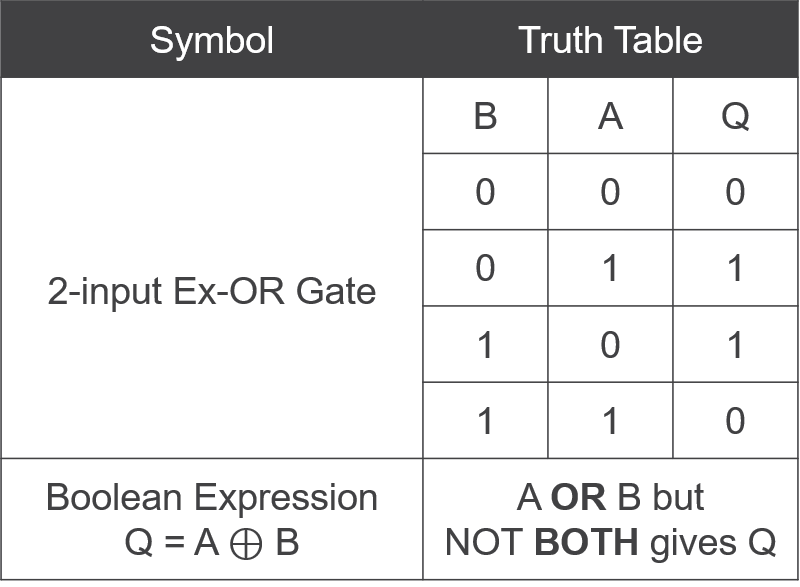 Symbol Truth Table
B A Q
0 0 0
0 1 1
2-input Ex-OR Gate
1 0 1
1 1 0
Boolean Expression
Q = A ⊕ B
A OR B but
NOT BOTH gives Q